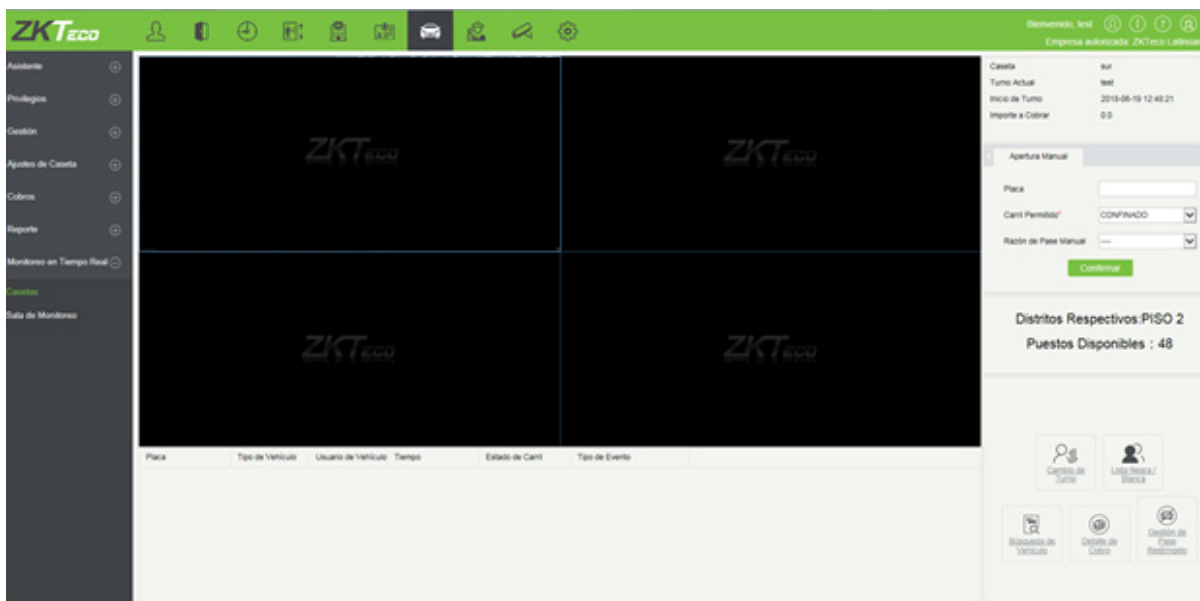 ZKTeco
Bienvenido, test
Empresa autorizada: ZKTeco Latinoam
Asistente
Privilegios
Gestión
Ajustes de Caseta
Cobros
Reporte
Monitoreo en Tiempo Real
Casetas
Sala de Monitoreo
ZKTeco
ZKTeco
ZKTeco
ZKTeco
Placa Tipo de Vehículo Usuario de Vehículo Tiempo Estado de Carril Tipo de Evento
Caseta sur
Turno Actual test
Inicio de Turno 2018-06-19 12:48:21
Importe a Cobrar 0.0
Apertura Manual
Placa
Carril Permitido* CONFINADO
Razón de Pase Manual ----
Confirmar
Distritos Respectivos:PISO 2
Puestos Disponibles : 48
Cambio de
Turno
Lista Negra /
Blanca
Búsqueda de
Vehículo
Detalle de
Cobro
Gestión de
Pase
Restringido